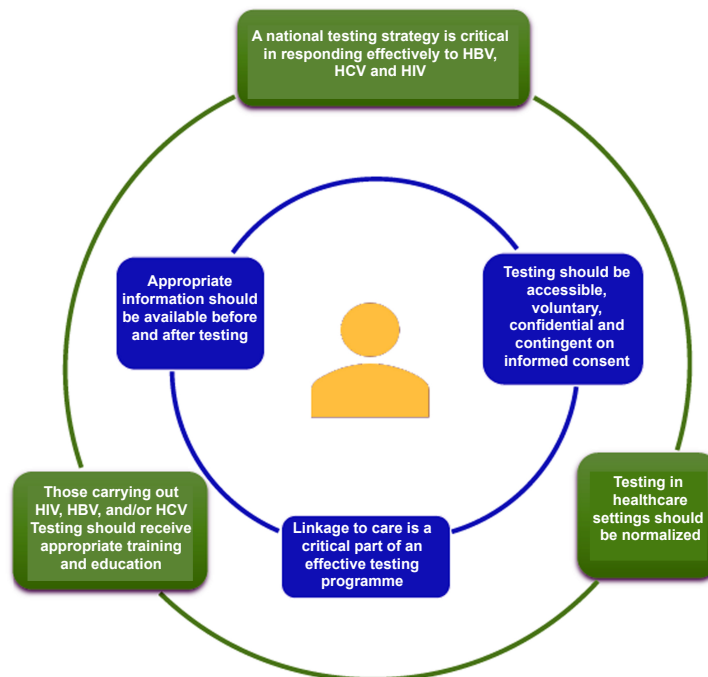 A national testing strategy is critical
in responding effectively to HBV,
HCV and HIV
Appropriate
information should
be available before
and after testing
Testing should be
accessible,
voluntary,
confidential and
contingent on
informed consent
Those carrying out
HIV, HBV, and/or HCV
Testing should receive
appropriate training
and education
Linkage to care is a
critical part of an
effective testing
programme
Testing in
healthcare
settings should
be normalized